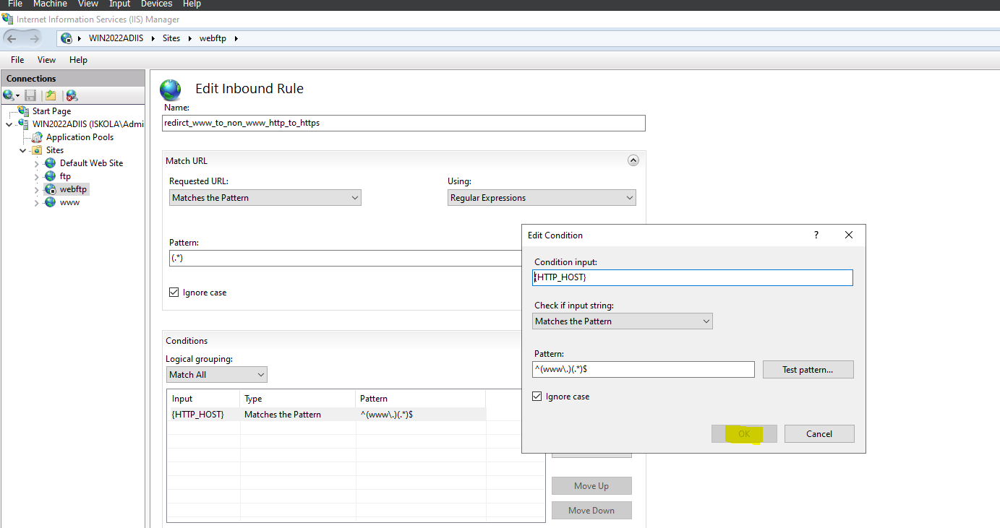 File Machine View Input Devices Help
Internet Information Services (IIS) Manager
WIN2022ADIIS Sites webftp
File View Help
Connections
Start Page
WIN2022ADIIS (ISKOLA\Admi
Application Pools
Sites
Default Web Site
ftp
webftp
www
Edit Inbound Rule
Name:
redirct_www_to_non_www_http_to_https
Match URL
Requested URL: Using:
Matches the Pattern Regular Expressions
Pattern:
(.*)
Ignore case
Conditions
Logical grouping:
Match All
Input Type Pattern
{HTTP_HOST} Matches the Pattern ^(www\.)(.*)$
Move Up
Move Down
Edit Condition ?
Condition input:
{HTTP_HOST}
Check if input string:
Matches the Pattern
Pattern:
^(www\.)(.*)$ Test pattern...
Ignore case
OK Cancel